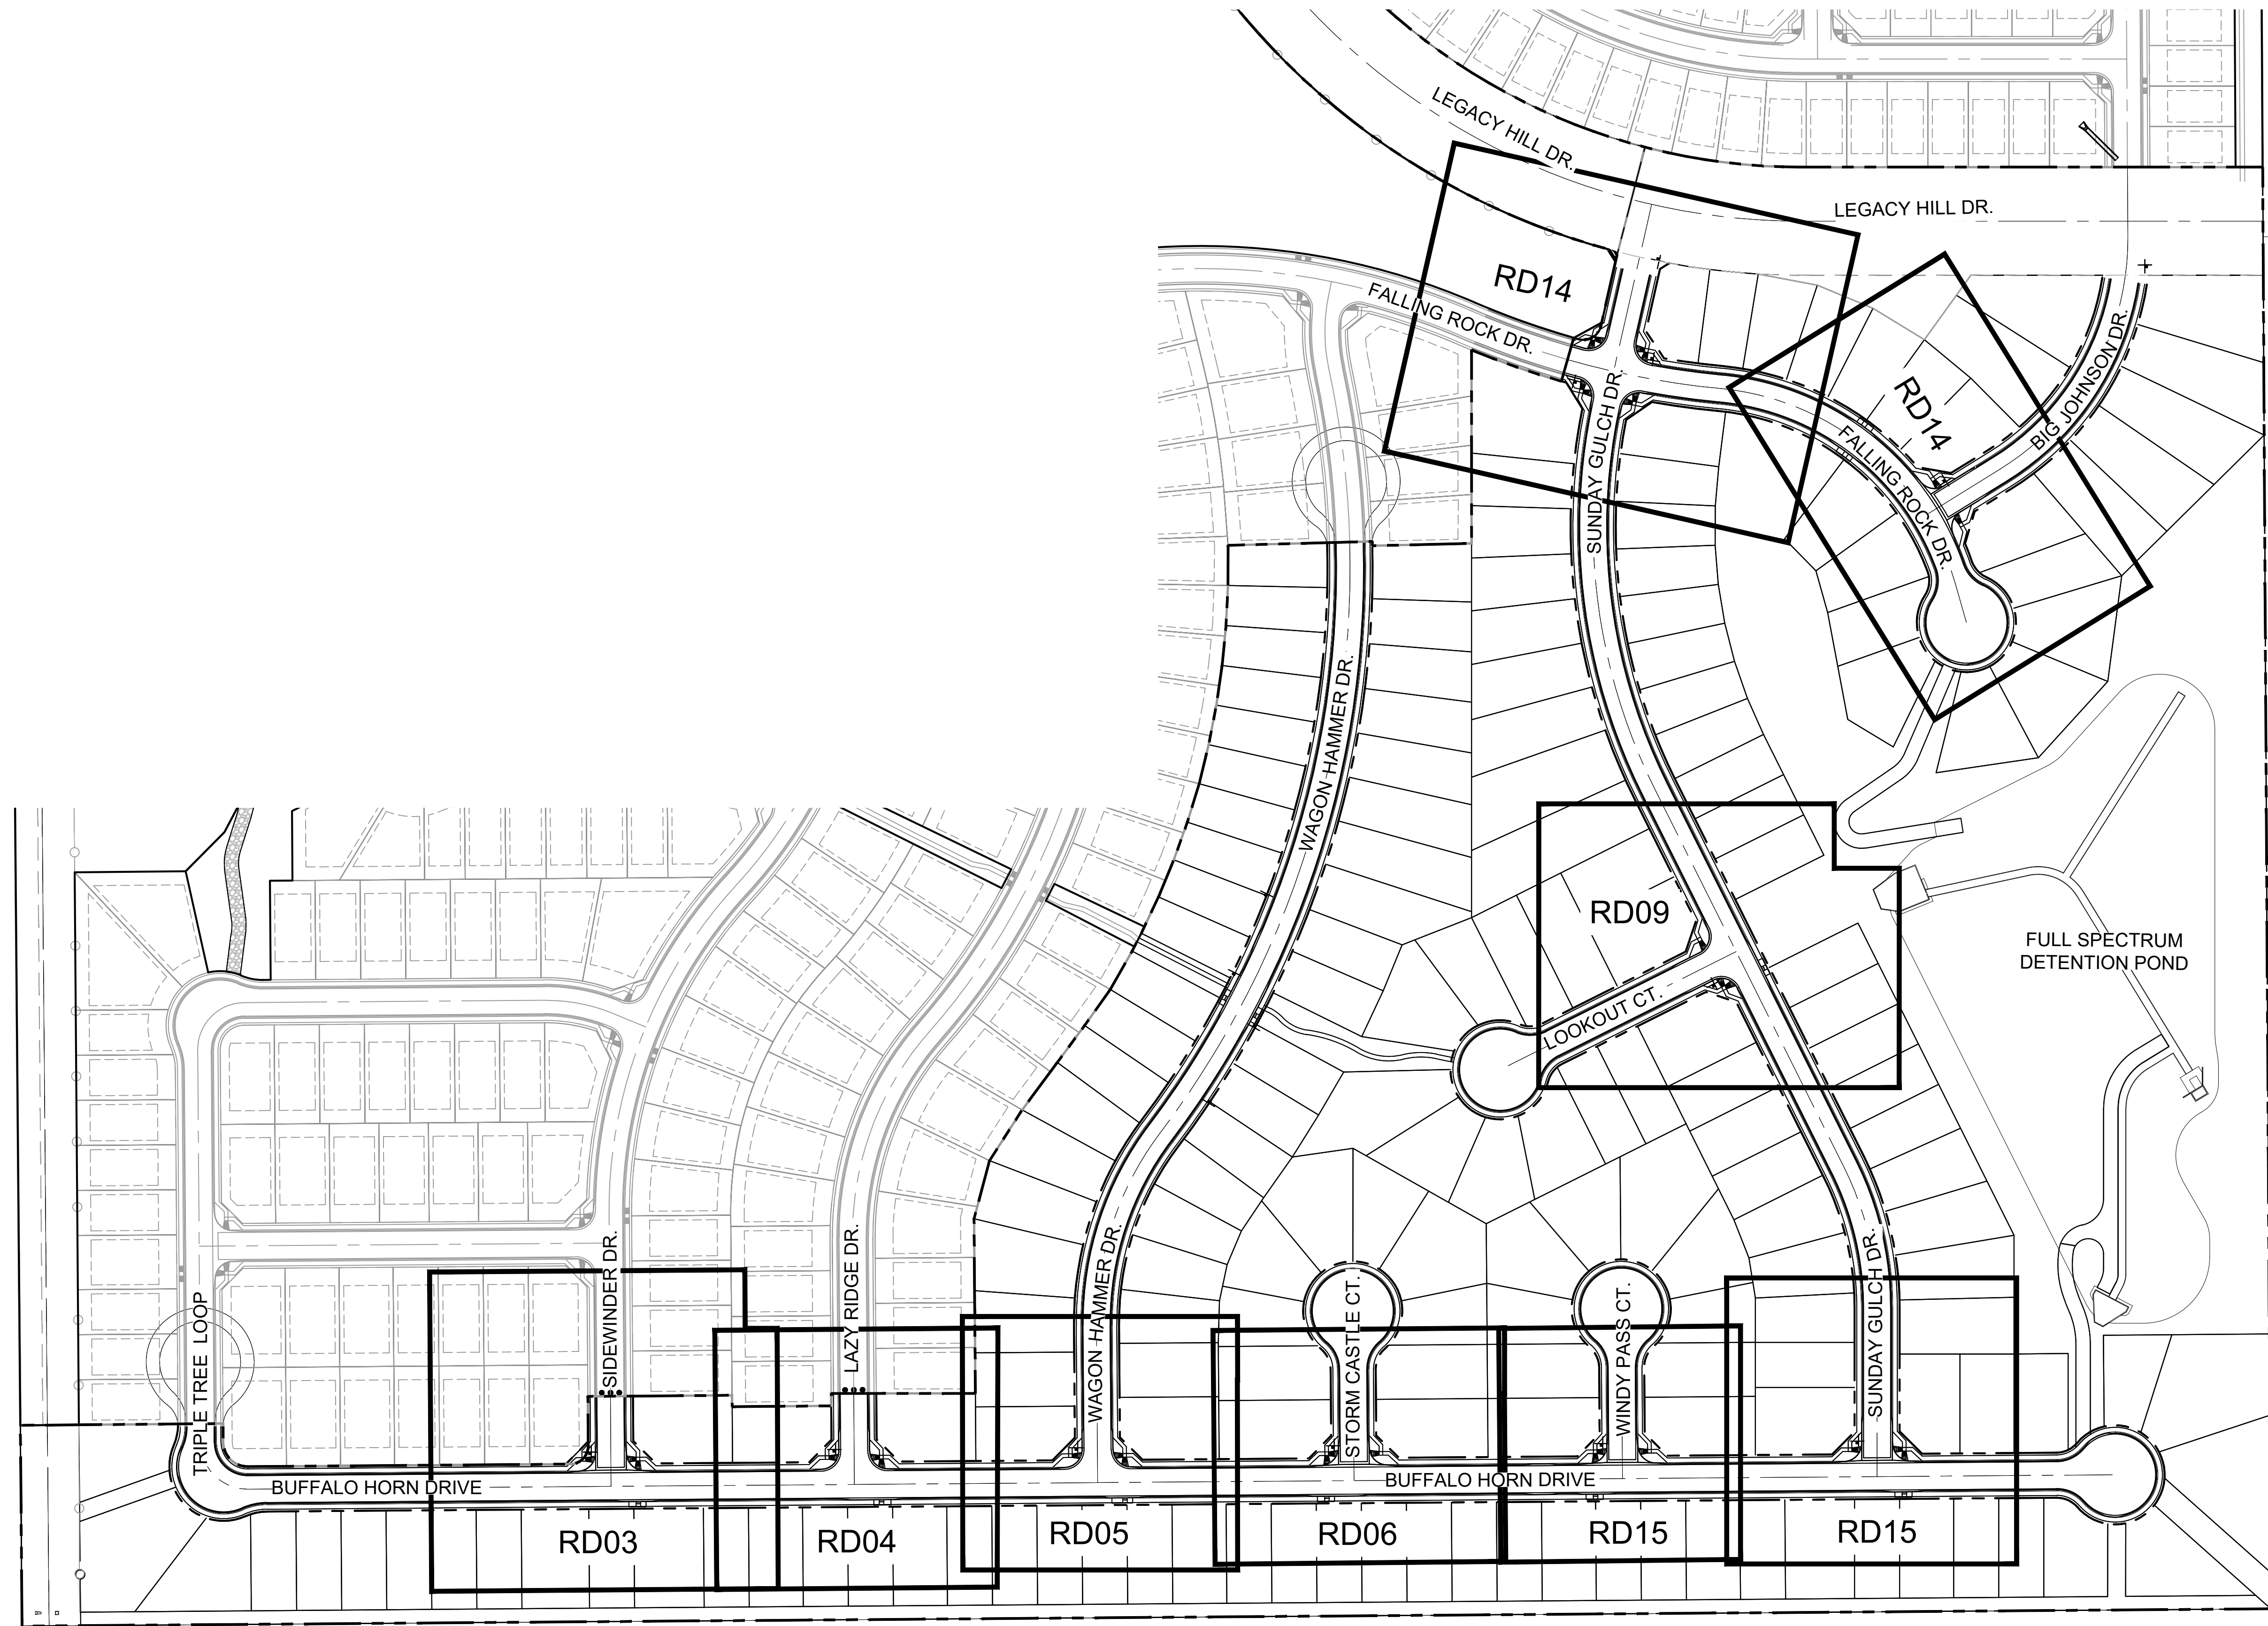 LEGACY HILL DR.
LEGACY HILL DR.
RD14
FALLING ROCK DR.
BIG JOHNSON DR.
RD14
SUNDAY GULCH DR.
FALLING ROCK DR.
WAGON HAMMER DR.
RD09
FULL SPECTRUM
DETENTION POND
LOOKOUT CT.
SIDEWINDER DR.
LAZY RIDGE DR.
WAGON HAMMER DR.
STORM CASTLE CT.
WINDY PASS CT.
SUNDAY GULCH DR.
TRIPLE TREE LOOP
BUFFALO HORN DRIVE
BUFFALO HORN DRIVE
RD03
RD04
RD05
RD06
RD15
RD15